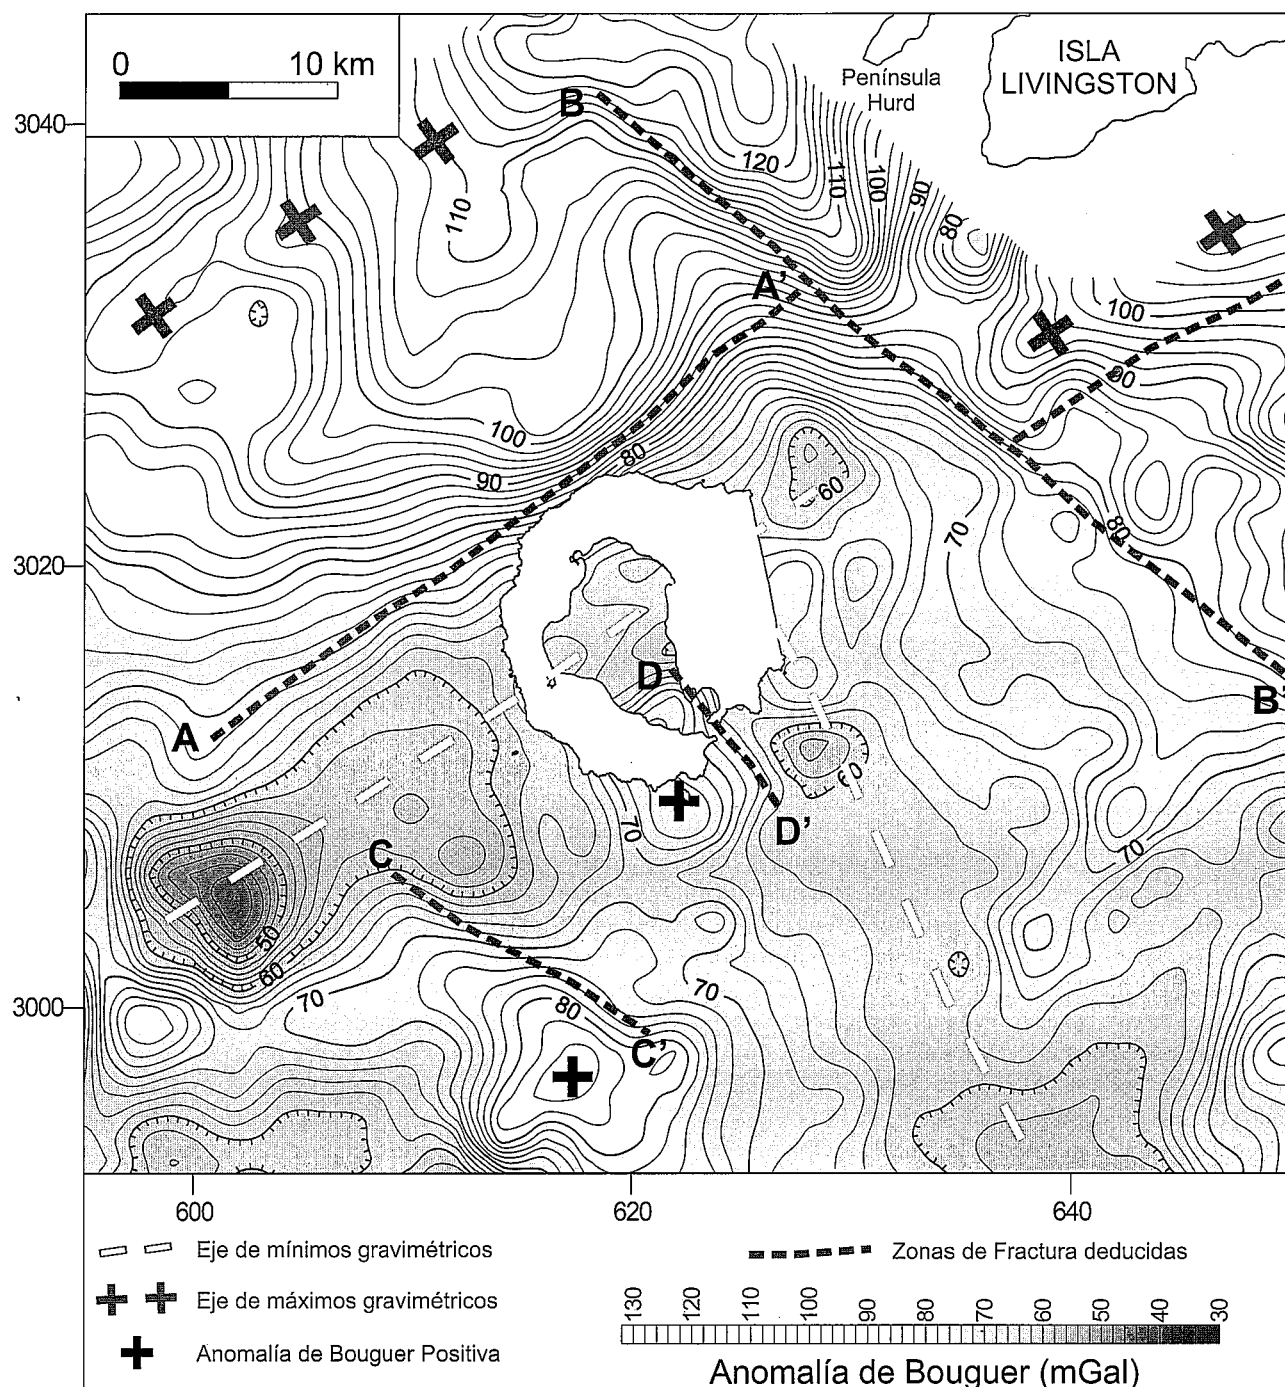 0 10 km
ISLA
LIVINGSTON
Península
Hurd
3040
B
120
110
100
90
80
110
A'
100
90
100
80
90
60
80
70
3020
D
B'
A
60
D'
70
C
70
50
60
70
70
80
3000
C'
600 620 640
Eje de mínimos gravimétricos
Zonas de Fractura deducidas
Eje de máximos gravimétricos
130 120 110 100 90 80 70 60 50 40 30
Anomalía de Bouguer Positiva
Anomalía de Bouguer (mGal)